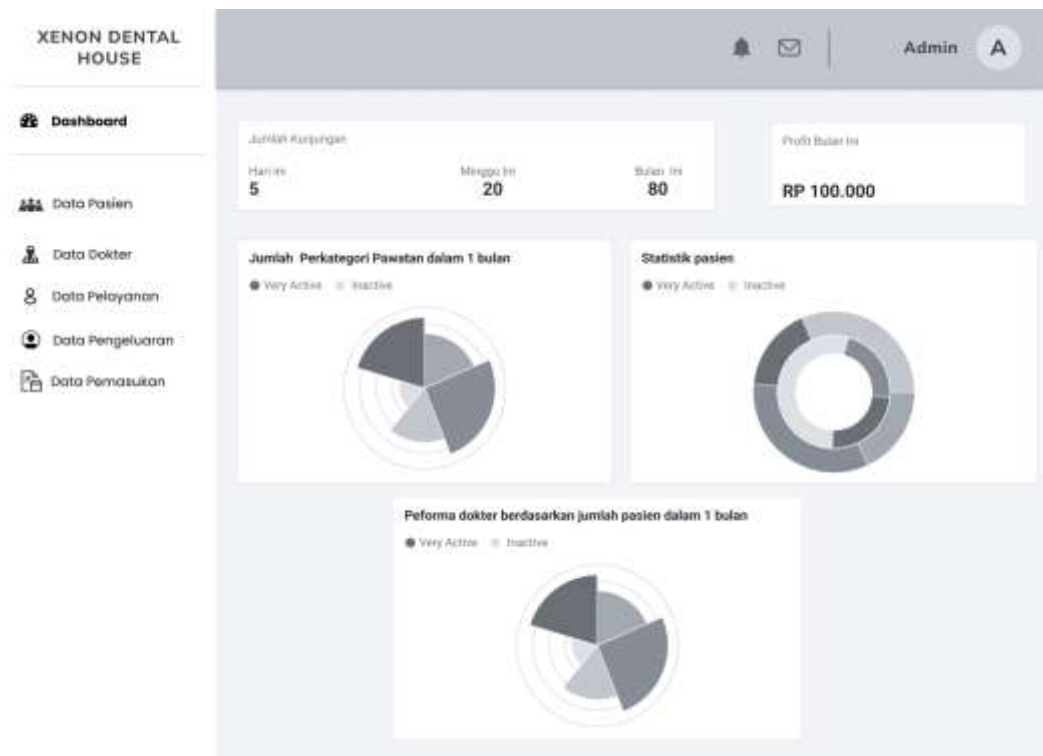 XENON DENTAL
HOUSE
Admin
A
Dashboard
Data Pasien
Data Dokter
Data Pelayanan
Data Pengeluaran
Data Pemasukan
Jumlah Kunjungan
Hari ini
Minggu Ini
Bulan Ini
5
20
80
Profit Bulan Ini
RP 100.000
Jumlah Perkategori Pawatan dalam 1 bulan
Very Active
Inactive
Statistik pasien
Very Active
Inactive
Peforma dokter berdasarkan jumlah pasien dalam 1 bulan
Very Active
Inactive